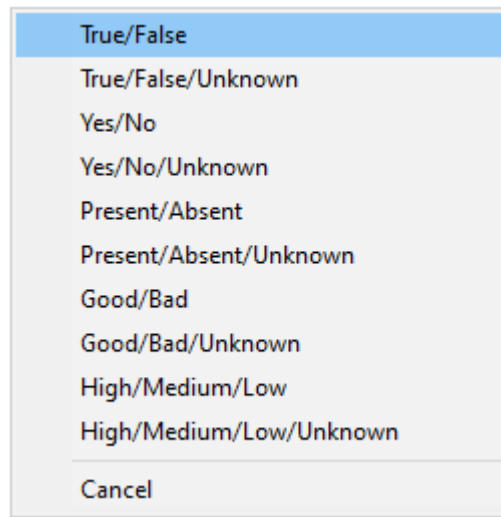 True/False
True/False/Unknown
Yes/No
Yes/No/Unknown
Present/Absent
Present/Absent/Unknown
Good/Bad
Good/Bad/Unknown
High/Medium/Low
High/Medium/Low/Unknown
Cancel